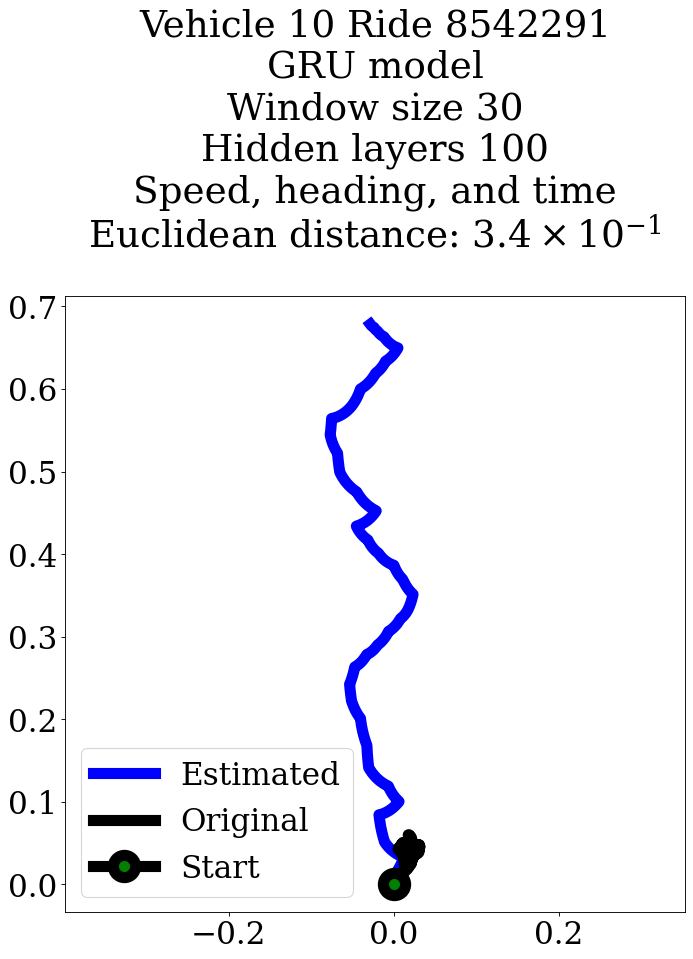 Vehicle 10 Ride 8542291
GRU model
Window size 30
Hidden layers 100
Speed, heading, and time
Euclidean distance: 3.4 × 10⁻¹
0.7
0.6
0.5
0.4
0.3
0.2
0.1
0.0
Estimated
Original
Start
−0.2 0.0 0.2